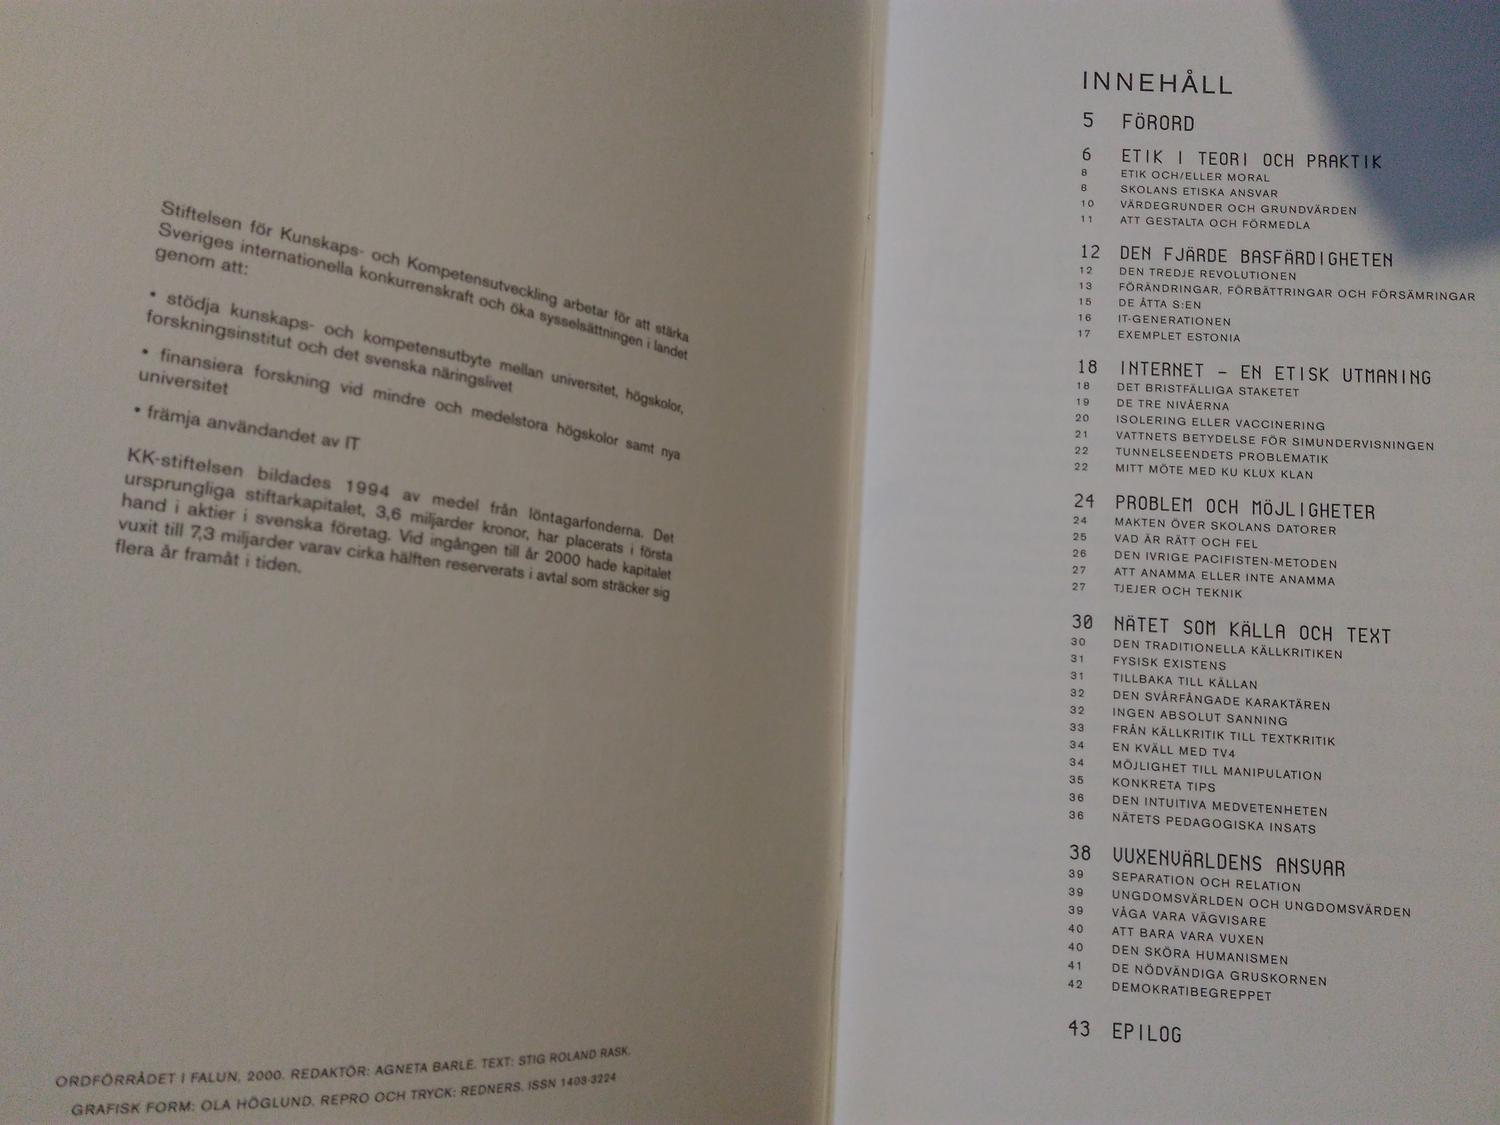 Stiftelsen för Kunskaps- och Kompetensutveckling arbetar för att stärka
Sveriges internationella konkurrenskraft och öka sysselsättningen i landet
genom att:
• stödja kunskaps- och kompetensutbyte mellan universitet, högskolor,
forskningsinstitut och det svenska näringslivet
• finansiera forskning vid mindre och medelstora högskolor samt nya
universitet
• främja användandet av IT
KK-stiftelsen bildades 1994 av medel från löntagarfonderna. Det
ursprungliga stiftarkapitalet, 3,6 miljarder kronor, har placerats i första
hand i aktier i svenska företag. Vid ingången till år 2000 hade kapitalet
vuxit till 7,3 miljarder varav cirka hälften reserverats i avtal som sträcker sig
flera år framåt i tiden.
ORDFÖRRÅDET I FALUN, 2000. REDAKTÖR: AGNETA BARLE. TEXT: STIG ROLAND RASK.
GRAFISK FORM: OLA HÖGLUND. REPRO OCH TRYCK: REDNERS. ISSN 1403-3224
INNEHÅLL
5 FÖRORD
6 ETIK I TEORI OCH PRAKTIK
8 ETIK OCH/ELLER MORAL
8 SKOLANS ETISKA ANSVAR
10 VÄRDEGRUNDER OCH GRUNDVÄRDEN
11 ATT GESTALTA OCH FÖRMEDLA
12 DEN FJÄRDE BASFÄRDIGHETEN
12 DEN TREDJE REVOLUTIONEN
13 FÖRÄNDRINGAR, FÖRBÄTTRINGAR OCH FÖRSÄMRINGAR
15 DE ÅTTA S:EN
16 IT-GENERATIONEN
17 EXEMPLET ESTONIA
18 INTERNET – EN ETISK UTMANING
18 DET BRISTFÄLLIGA STAKETET
19 DE TRE NIVÅERNA
20 ISOLERING ELLER VACCINERING
21 VATTNETS BETYDELSE FÖR SIMUNDERVISNINGEN
22 TUNNELSEENDETS PROBLEMATIK
22 MITT MÖTE MED KU KLUX KLAN
24 PROBLEM OCH MÖJLIGHETER
24 MAKTEN ÖVER SKOLANS DATORER
25 VAD ÄR RÄTT OCH FEL
26 DEN IVRIGE PACIFISTEN-METODEN
27 ATT ANAMMA ELLER INTE ANAMMA
27 TJEJER OCH TEKNIK
30 NÄTET SOM KÄLLA OCH TEXT
30 DEN TRADITIONELLA KÄLLKRITIKEN
31 FYSISK EXISTENS
31 TILLBAKA TILL KÄLLAN
32 DEN SVÅRFÅNGADE KARAKTÄREN
32 INGEN ABSOLUT SANNING
33 FRÅN KÄLLKRITIK TILL TEXTKRITIK
34 EN KVÄLL MED TV4
34 MÖJLIGHET TILL MANIPULATION
35 KONKRETA TIPS
36 DEN INTUITIVA MEDVETENHETEN
36 NÄTETS PEDAGOGISKA INSATS
38 VUXENVÄRLDENS ANSVAR
39 SEPARATION OCH RELATION
39 UNGDOMSVÄRLDEN OCH UNGDOMSVÄRDEN
39 VÅGA VARA VÄGVISARE
40 ATT BARA VARA VUXEN
40 DEN SKÖRA HUMANISMEN
41 DE NÖDVÄNDIGA GRUSKORNEN
42 DEMOKRATIBEGREPPET
43 EPILOG